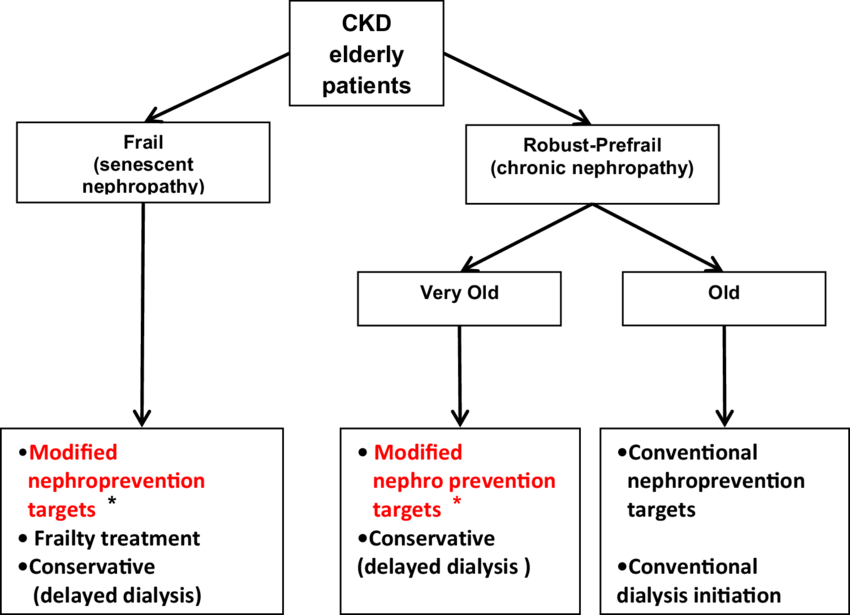 CKD
elderly
patients
Frail
(senescent
nephropathy)
Robust-Prefrail
(chronic nephropathy)
Very Old
Old
•Modified
nephroprevention
targets *
• Frailty treatment
•Conservative
(delayed dialysis)
• Modified
nephro prevention
targets *
•Conservative
(delayed dialysis )
•Conventional
nephroprevention
targets
•Conventional
dialysis initiation